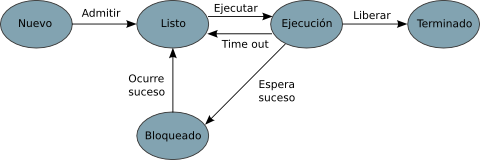 Nuevo
Admitir
Listo
Ejecutar
Time out
Ejecución
Liberar
Terminado
Ocurre
suceso
Espera
suceso
Bloqueado